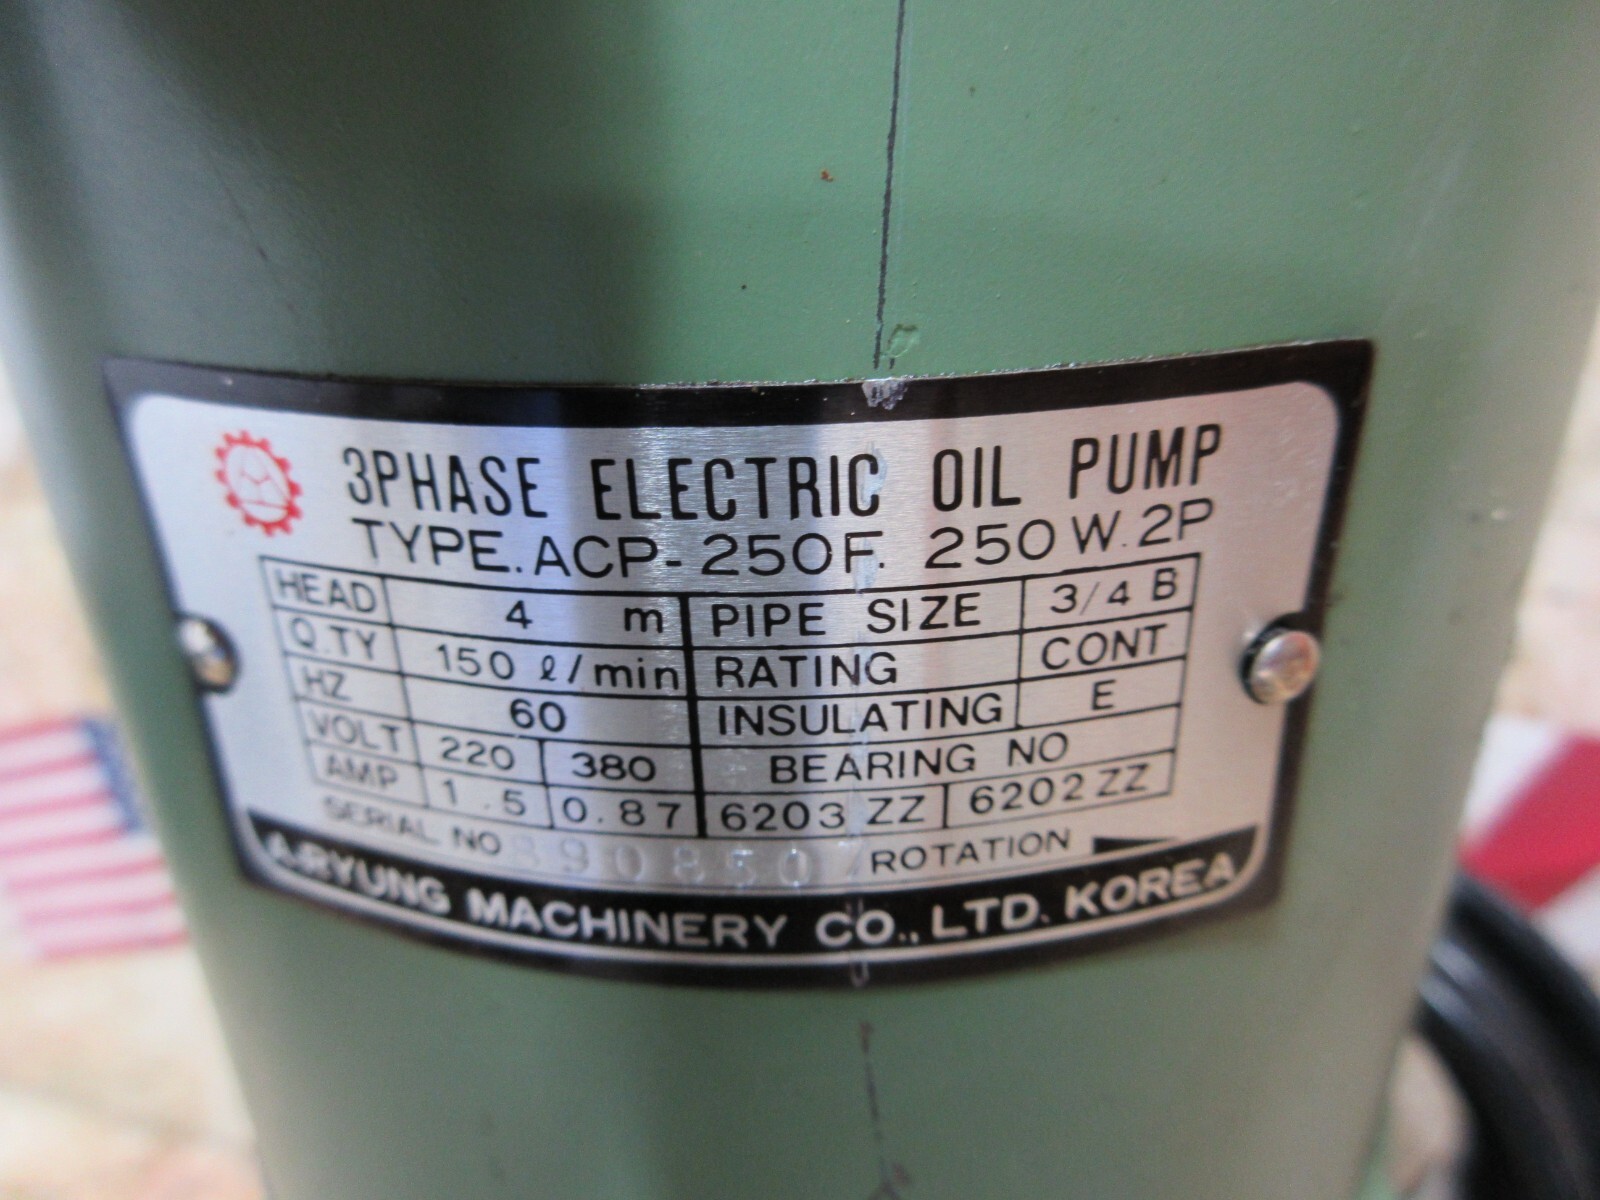 3PHASE ELECTRIC OIL PUMP
TYPE. ACP-250F. 250W. 2P
HEAD 4 m PIPE SIZE 3/4 B
Q.TY 150 ℓ/min RATING CONT
HZ 60 INSULATING E
VOLT 220 380 BEARING NO
AMP 1.5 0.87 6203 ZZ 6202 ZZ
SERIAL NO ROTATION
A-RYUNG MACHINERY CO., LTD. KOREA